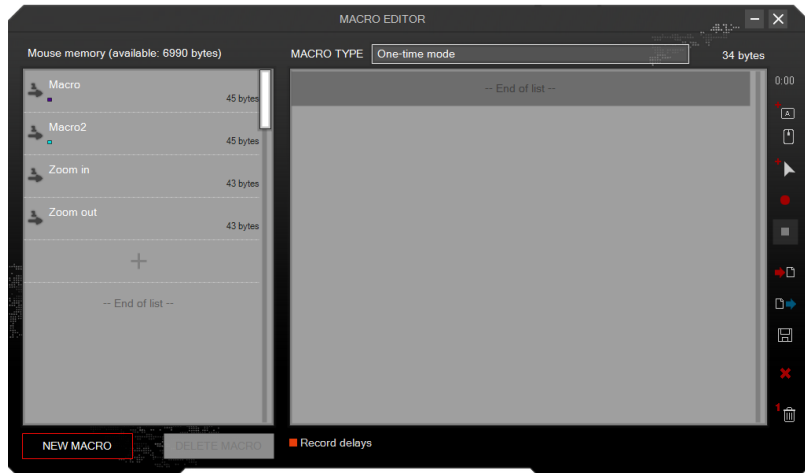 MACRO EDITOR
Mouse memory (available: 6990 bytes)
MACRO TYPE One-time mode 34 bytes
Macro
45 bytes
Macro2
45 bytes
Zoom in
43 bytes
Zoom out
43 bytes
-- End of list --
-- End of list --
0:00
A
1
NEW MACRO
DELETE MACRO
Record delays